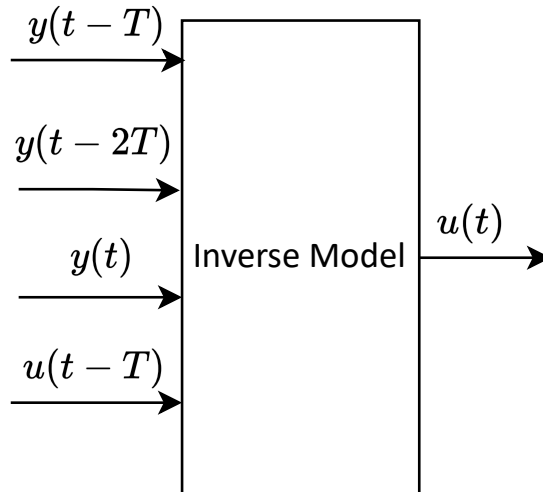 y(t − T)
y(t − 2T)
y(t)
u(t − T)
Inverse Model
u(t)